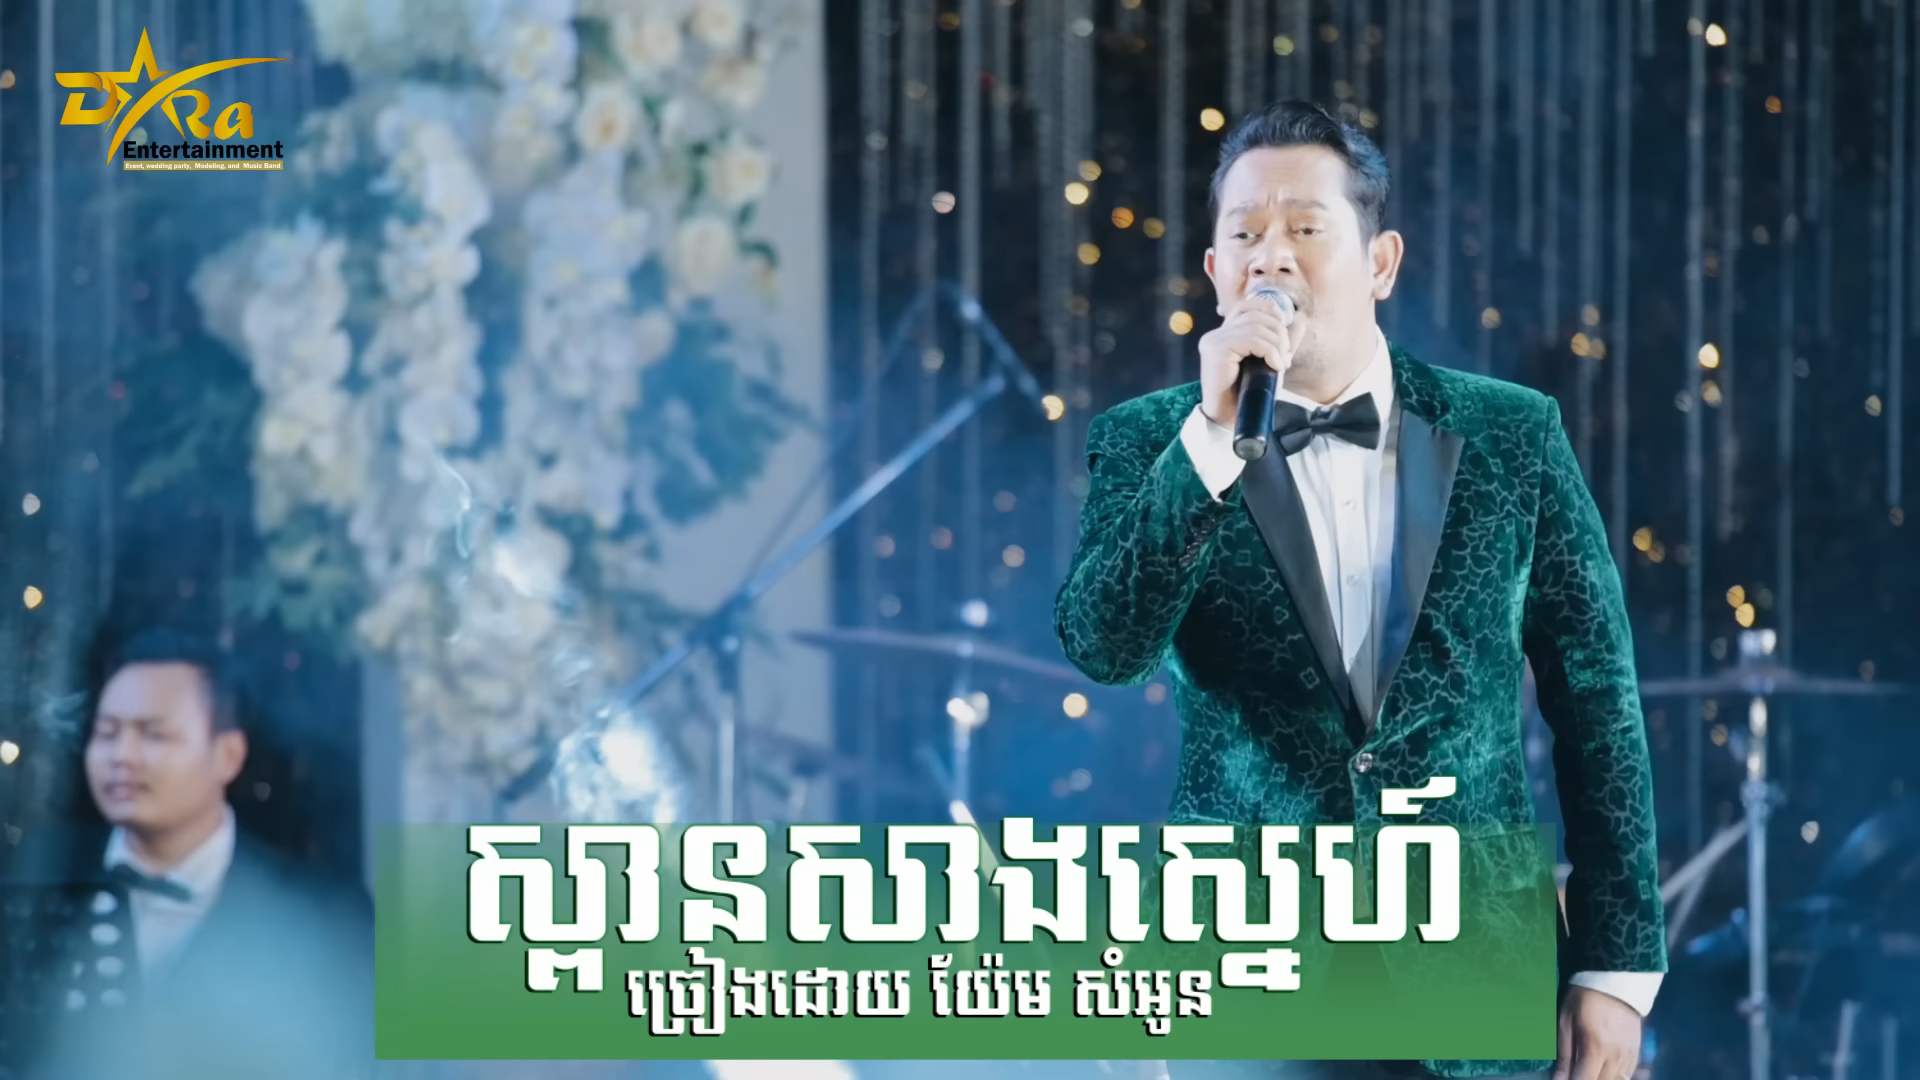 DARa
Entertainment
Event, wedding party, Modeling, and Music Band
ស្ពានសាងស្នេហ៍
ច្រៀងដោយ យ៉ែម សំអូន